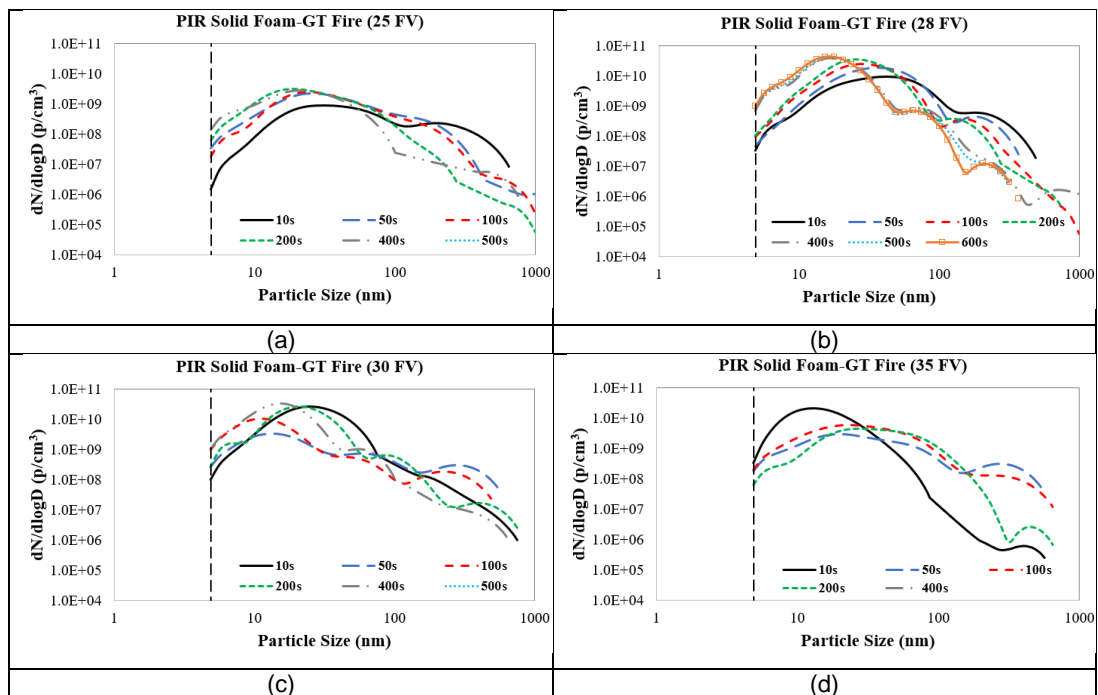 PIR Solid Foam-GT Fire (25 FV)
1.0E+11
1.0E+10
1.0E+09
1.0E+08
1.0E+07
1.0E+06
1.0E+05
1.0E+04
dN/dlogD (p/cm³)
10s 50s 100s
200s 400s 500s
1 10 100 1000
Particle Size (nm)
(a)
PIR Solid Foam-GT Fire (28 FV)
1.0E+11
1.0E+10
1.0E+09
1.0E+08
1.0E+07
1.0E+06
1.0E+05
1.0E+04
dN/dlogD (p/cm³)
10s 50s 100s 200s
400s 500s 600s
1 10 100 1000
Particle Size (nm)
(b)
PIR Solid Foam-GT Fire (30 FV)
1.0E+11
1.0E+10
1.0E+09
1.0E+08
1.0E+07
1.0E+06
1.0E+05
1.0E+04
dN/dlogD (p/cm³)
10s 50s 100s
200s 400s 500s
1 10 100 1000
Particle Size (nm)
(c)
PIR Solid Foam-GT Fire (35 FV)
1.0E+11
1.0E+10
1.0E+09
1.0E+08
1.0E+07
1.0E+06
1.0E+05
1.0E+04
dN/dlogD (p/cm³)
10s 50s 100s
200s 400s
1 10 100 1000
Particle Size (nm)
(d)